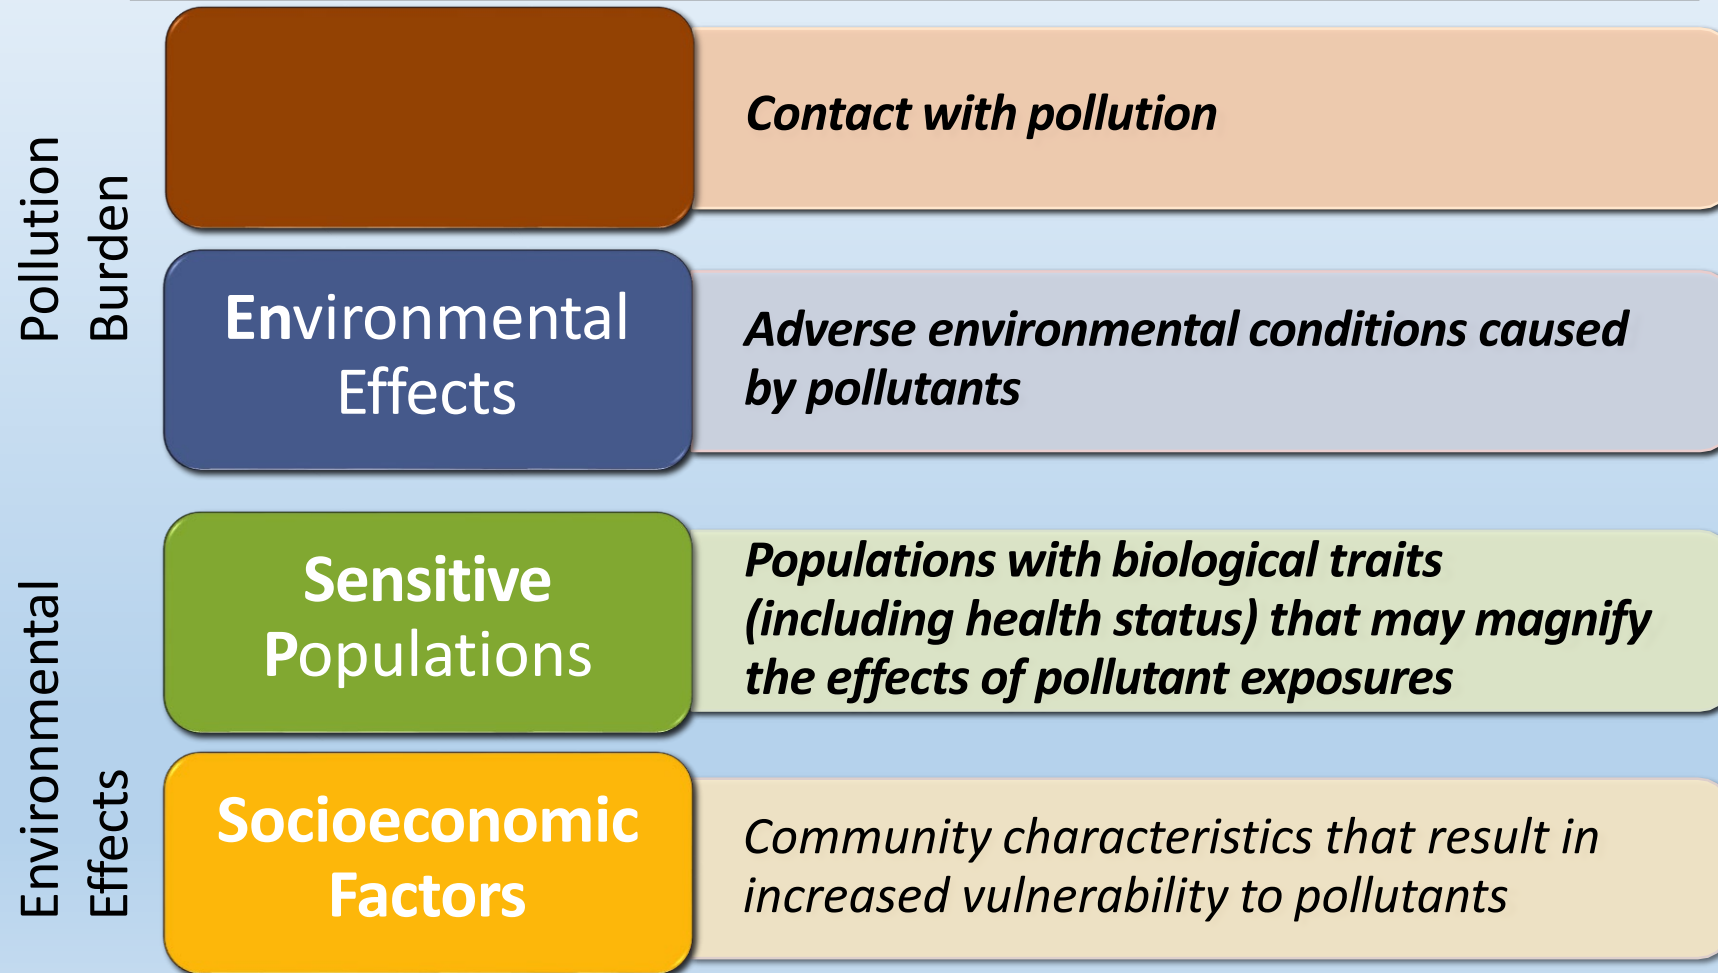 Pollution
Burden
Contact with pollution
Environmental
Effects
Adverse environmental conditions caused
by pollutants
Environmental
Effects
Sensitive
Populations
Populations with biological traits
(including health status) that may magnify
the effects of pollutant exposures
Socioeconomic
Factors
Community characteristics that result in
increased vulnerability to pollutants